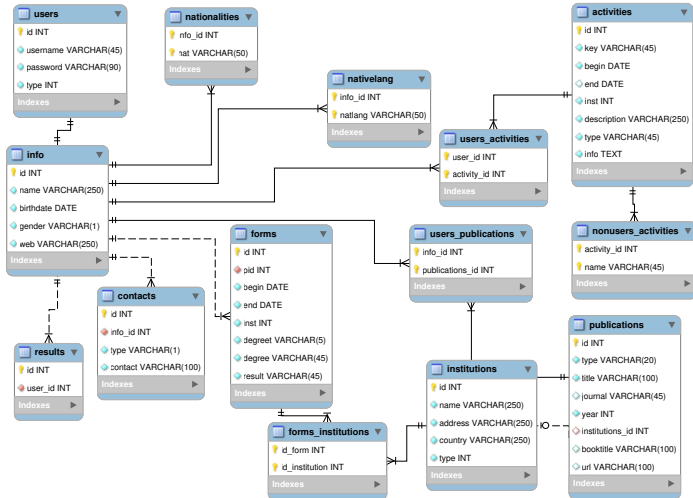 users
id INT
username VARCHAR(45)
password VARCHAR(90)
type INT
Indexes
nationalities
nfo_id INT
nat VARCHAR(50)
Indexes
nativelang
info_id INT
natlang VARCHAR(50)
Indexes
activities
id INT
key VARCHAR(45)
begin DATE
end DATE
inst INT
description VARCHAR(250)
type VARCHAR(45)
info TEXT
Indexes
users_activities
user_id INT
activity_id INT
Indexes
info
id INT
name VARCHAR(250)
birthdate DATE
gender VARCHAR(1)
web VARCHAR(250)
Indexes
forms
id INT
pid INT
begin DATE
end DATE
inst INT
degreet VARCHAR(5)
degree VARCHAR(45)
result VARCHAR(45)
Indexes
users_publications
info_id INT
publications_id INT
Indexes
nonusers_activities
activity_id INT
name VARCHAR(45)
Indexes
contacts
id INT
info_id INT
type VARCHAR(1)
contact VARCHAR(100)
Indexes
results
id INT
user_id INT
Indexes
publications
id INT
type VARCHAR(20)
title VARCHAR(100)
journal VARCHAR(45)
year INT
institutions_id INT
booktitle VARCHAR(100)
url VARCHAR(100)
Indexes
institutions
id INT
name VARCHAR(250)
address VARCHAR(250)
country VARCHAR(250)
type INT
Indexes
forms_institutions
id_form INT
id_institution INT
Indexes